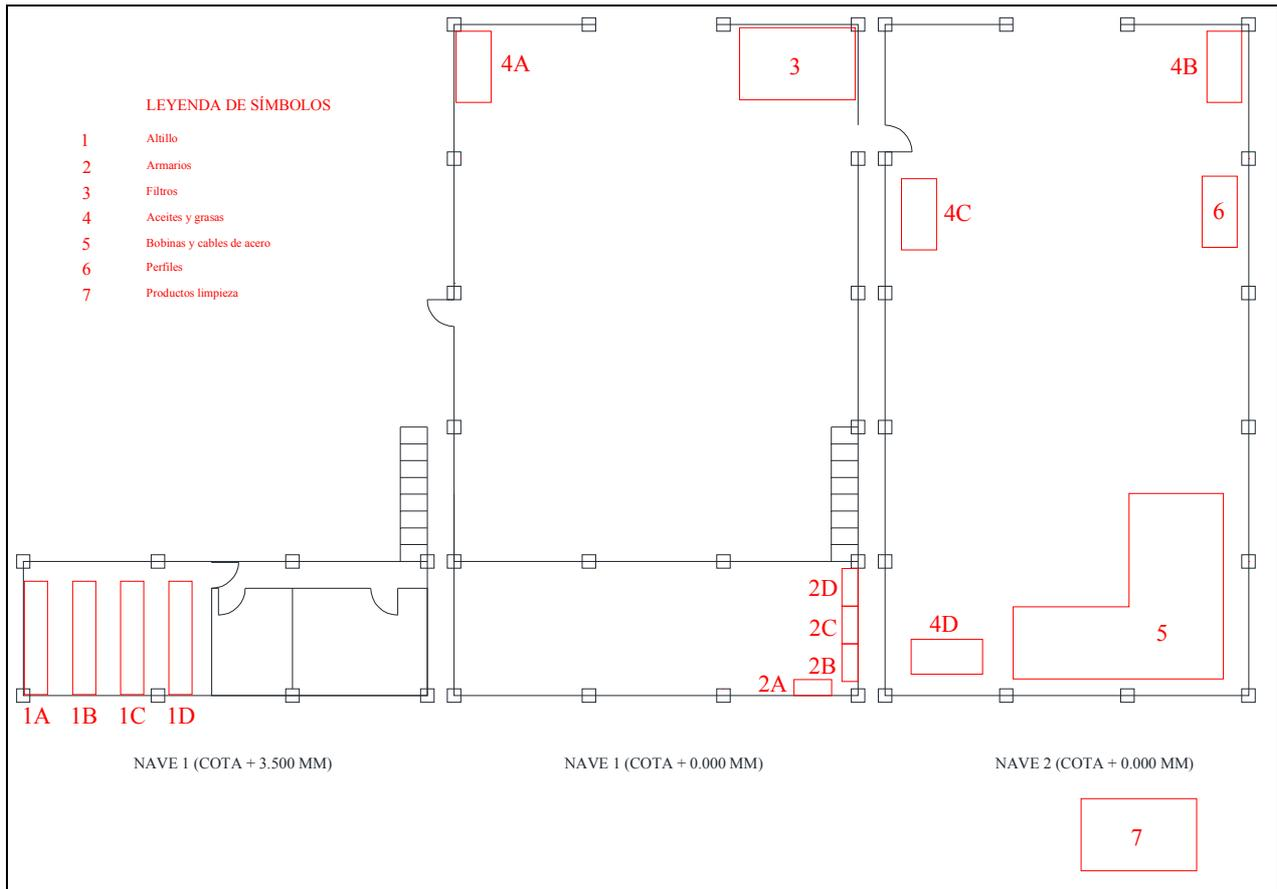 4A
3
4B
LEYENDA DE SÍMBOLOS
1 Altillo
2 Armarios
3 Filtros
4 Aceites y grasas
5 Bobinas y cables de acero
6 Perfiles
7 Productos limpieza
4C
6
2D
2C
2B
2A
4D
5
1A 1B 1C 1D
NAVE 1 (COTA + 3.500 MM)
NAVE 1 (COTA + 0.000 MM)
NAVE 2 (COTA + 0.000 MM)
7